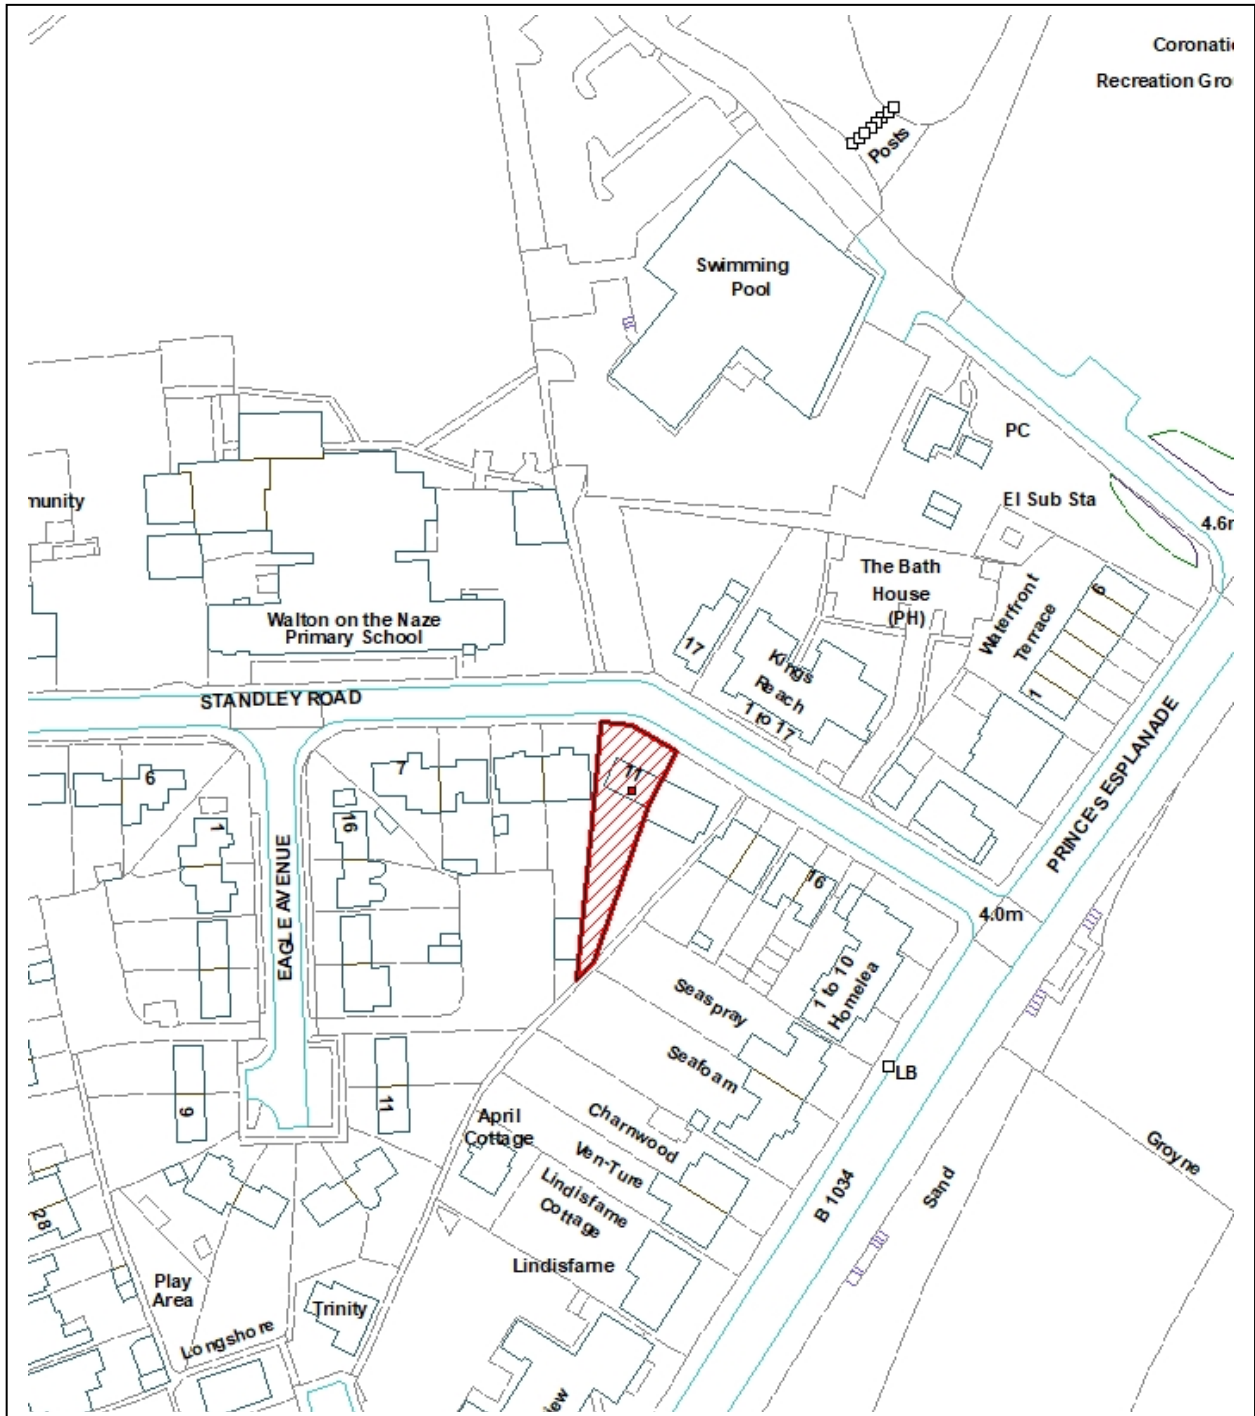 Coronati
Recreation Gro
Posts
Swimming
Pool
PC
El Sub Sta
4.6m
munity
The Bath
House
(PH)
Waterfront
Terrace
6
1
Walton on the Naze
Primary School
17
Kings
Reach
1 to 17
STANDLEY ROAD
PRINCE'S ESPLANADE
6
7
11
1
16
16
EAGLE AVENUE
4.0m
1 to 10
Homelea
Seaspray
Seafoam
LB
9
11
April
Cottage
Charnwood
Ven-Ture
Lindisfarne
Cottage
Lindisfarne
B 1034
Sand
Groyne
28
Play
Area
Trinity
Longshore
iew